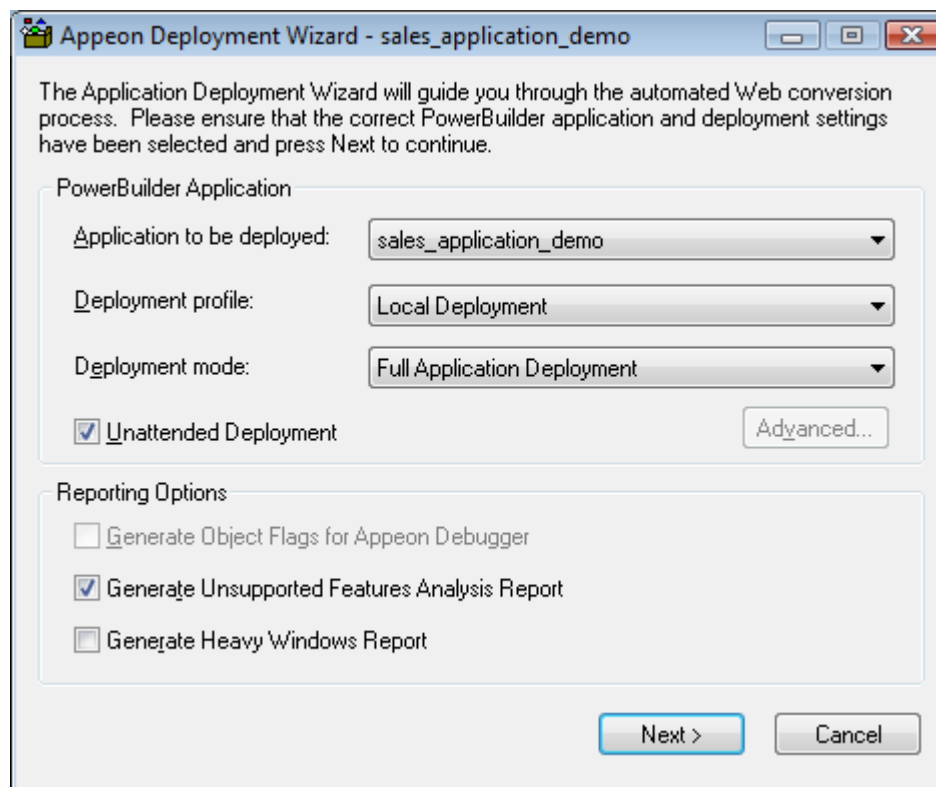 Appeon Deployment Wizard - sales_application_demo
The Application Deployment Wizard will guide you through the automated Web conversion
process. Please ensure that the correct PowerBuilder application and deployment settings
have been selected and press Next to continue.
PowerBuilder Application
Application to be deployed: sales_application_demo
Deployment profile: Local Deployment
Deployment mode: Full Application Deployment
Unattended Deployment Advanced...
Reporting Options
Generate Object Flags for Appeon Debugger
Generate Unsupported Features Analysis Report
Generate Heavy Windows Report
Next > Cancel